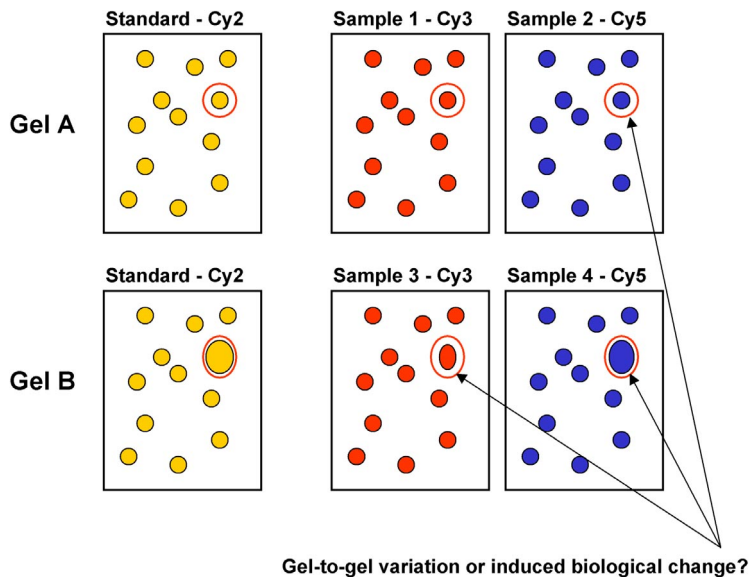 Standard - Cy2
Sample 1 - Cy3
Sample 2 - Cy5
Gel A
Standard - Cy2
Sample 3 - Cy3
Sample 4 - Cy5
Gel B
Gel-to-gel variation or induced biological change?